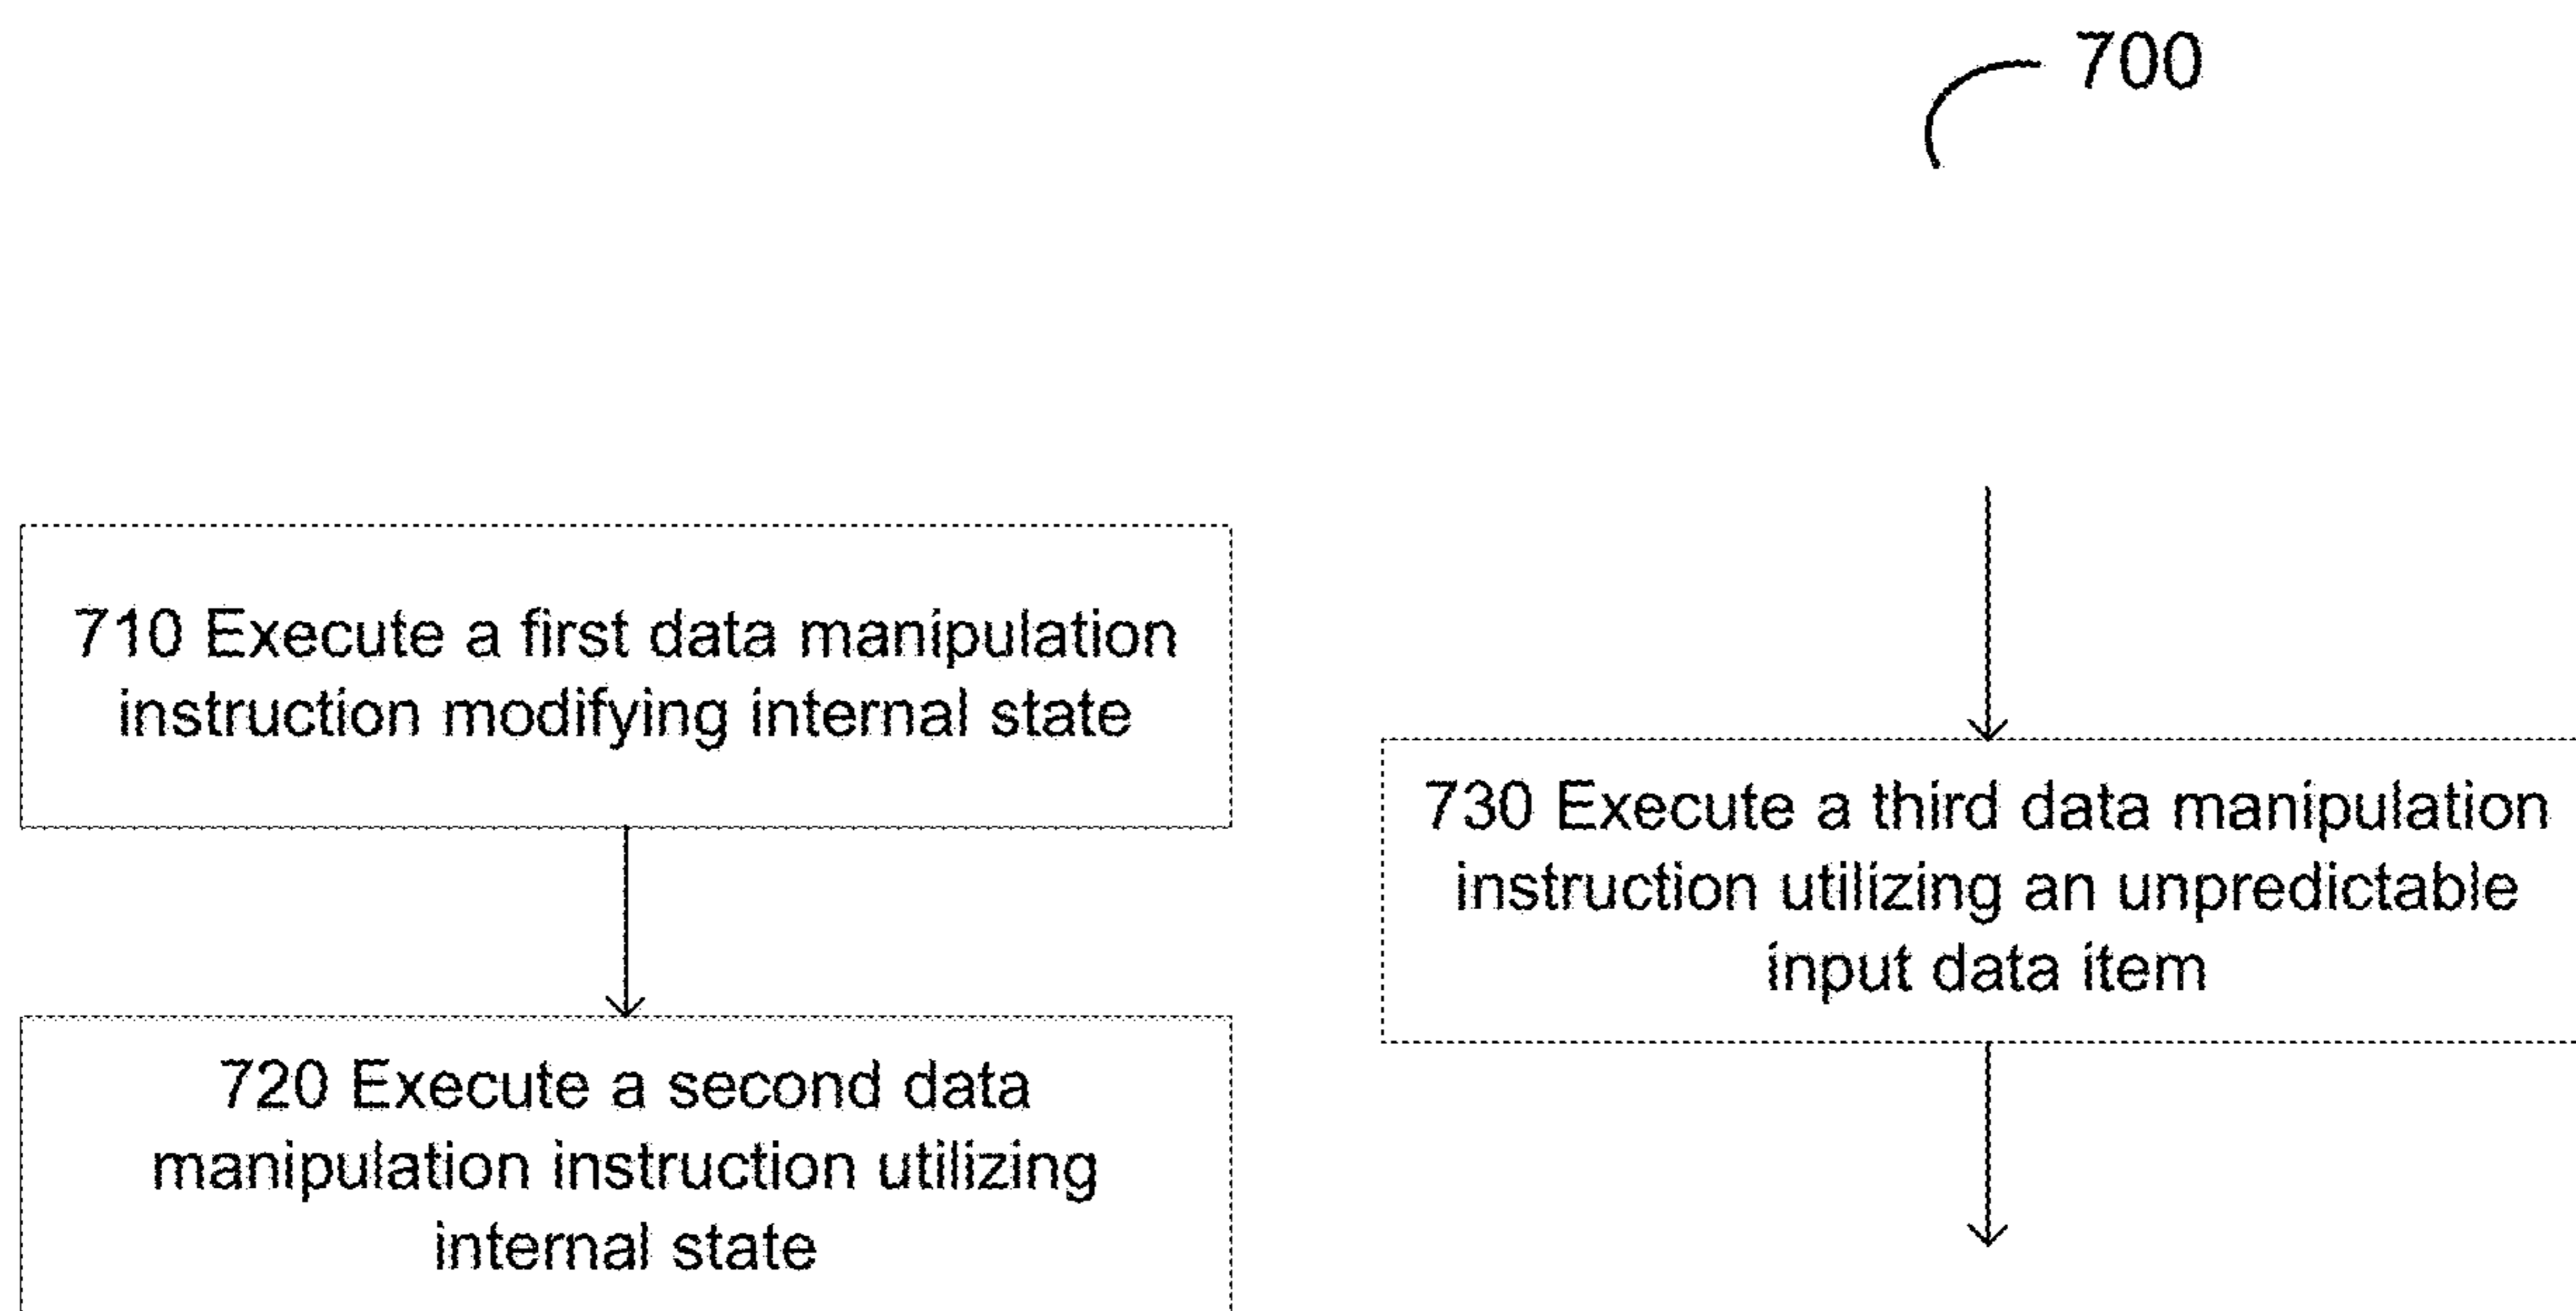 700
710 Execute a first data manipulation
instruction modifying internal state
720 Execute a second data
manipulation instruction utilizing
internal state
730 Execute a third data manipulation
instruction utilizing an unpredictable
input data item